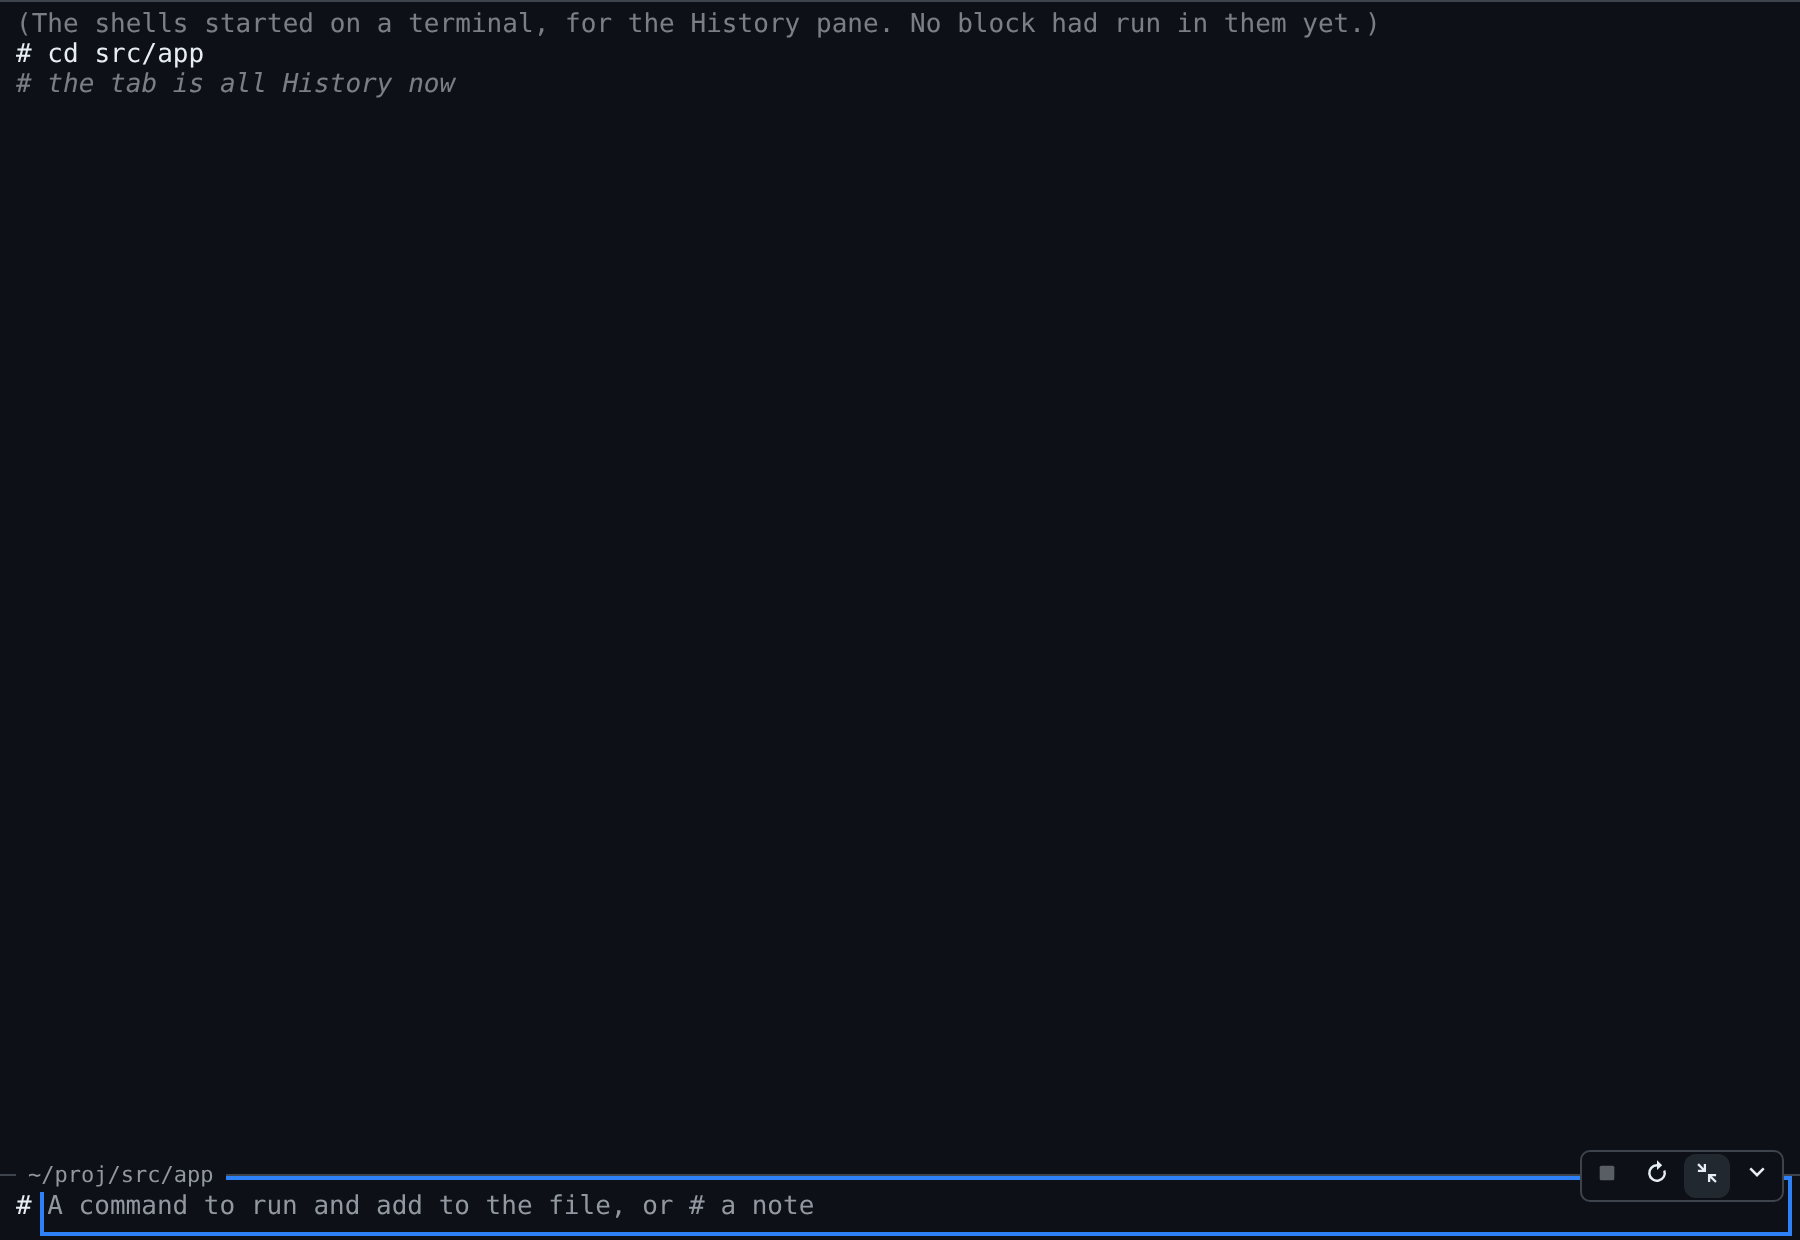 (The shells started on a terminal, for the History pane. No block had run in them yet.)
# cd src/app
# the tab is all History now
~/proj/src/app
# A command to run and add to the file, or # a note